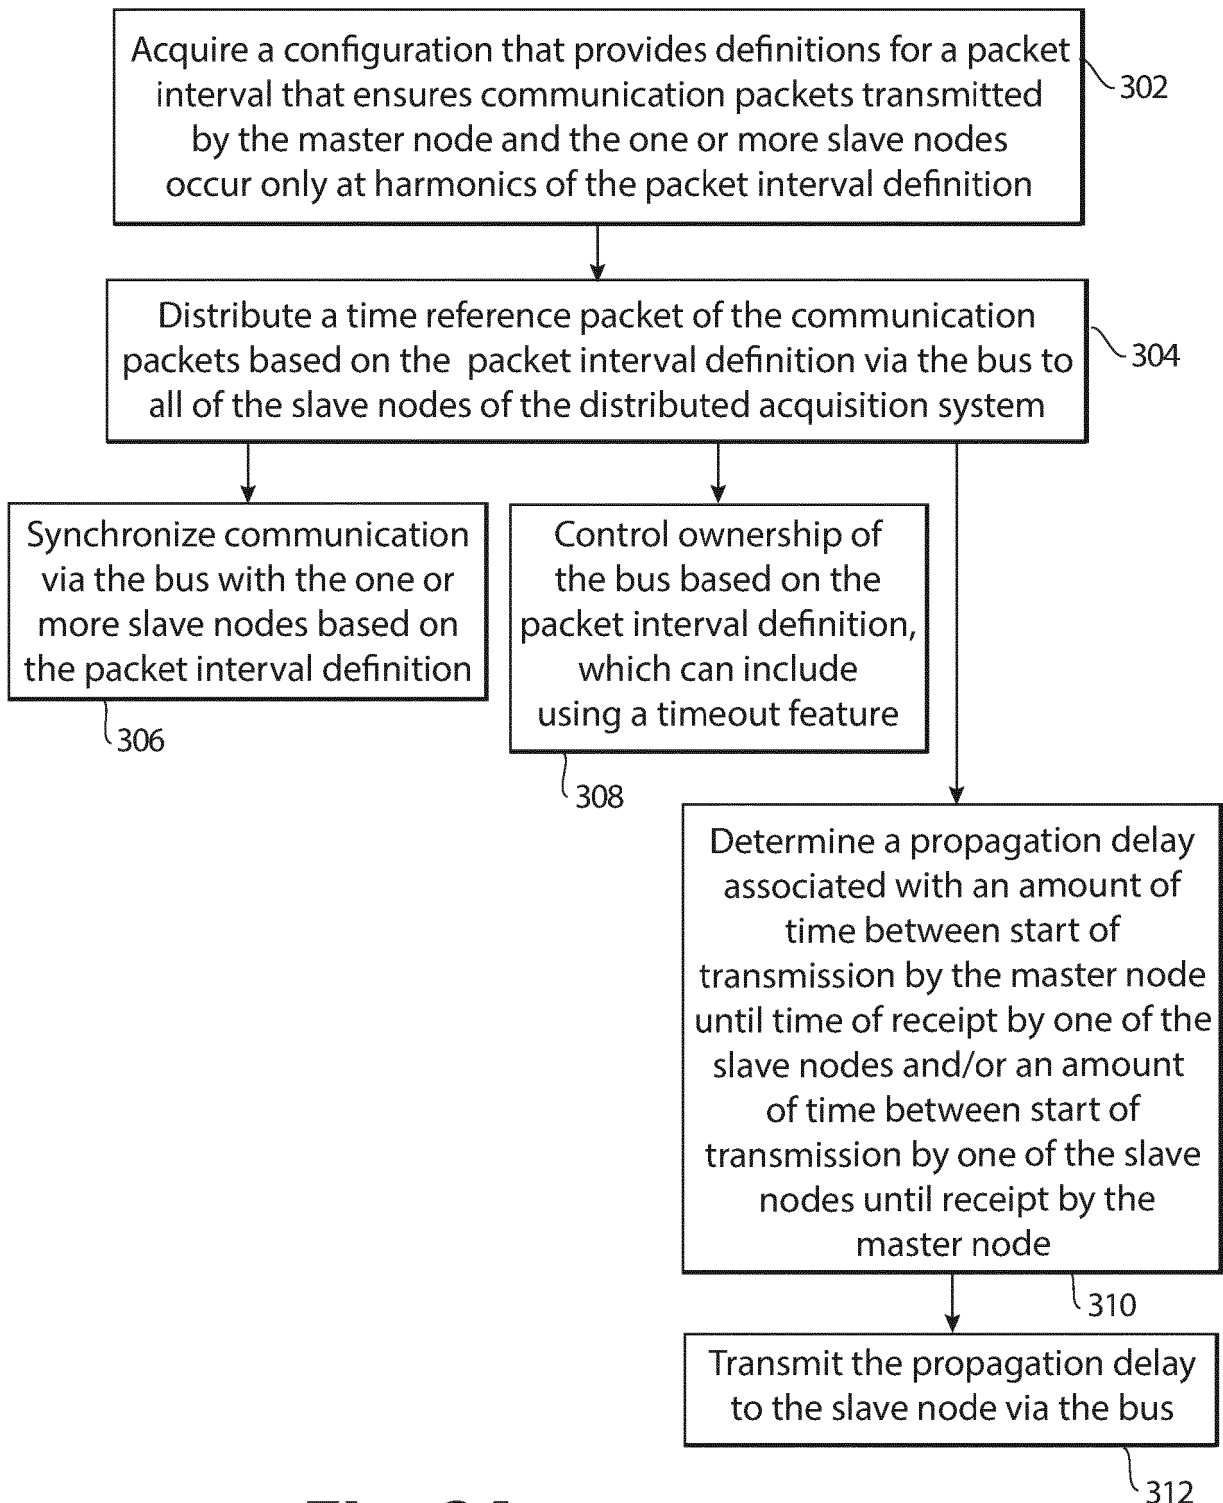 Acquire a configuration that provides definitions for a packet
interval that ensures communication packets transmitted
by the master node and the one or more slave nodes
occur only at harmonics of the packet interval definition
302
Distribute a time reference packet of the communication
packets based on the packet interval definition via the bus to
all of the slave nodes of the distributed acquisition system
304
Synchronize communication
via the bus with the one or
more slave nodes based on
the packet interval definition
306
Control ownership of
the bus based on the
packet interval definition,
which can include
using a timeout feature
308
Determine a propagation delay
associated with an amount of
time between start of
transmission by the master node
until time of receipt by one of the
slave nodes and/or an amount
of time between start of
transmission by one of the slave
nodes until receipt by the
master node
310
Transmit the propagation delay
to the slave node via the bus
312